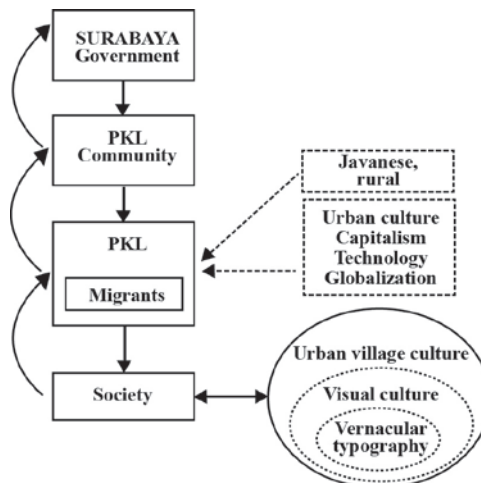 SURABAYA
Government
PKL
Community
PKL
Migrants
Society
Javanese,
rural
Urban culture
Capitalism
Technology
Globalization
Urban village culture
Visual culture
Vernacular
typography